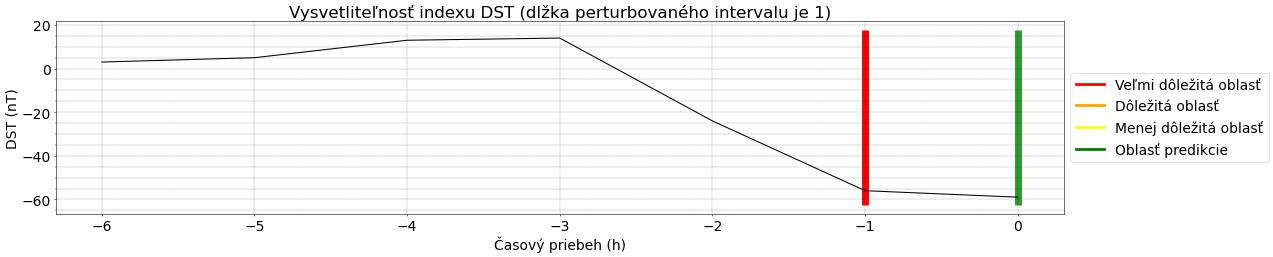 Vysvetliteľnosť indexu DST (dĺžka perturbovaného intervalu je 1)
20
0
−20
−40
−60
DST (nT)
−6 −5 −4 −3 −2 −1 0
Časový priebeh (h)
Veľmi dôležitá oblasť
Dôležitá oblasť
Menej dôležitá oblasť
Oblasť predikcie